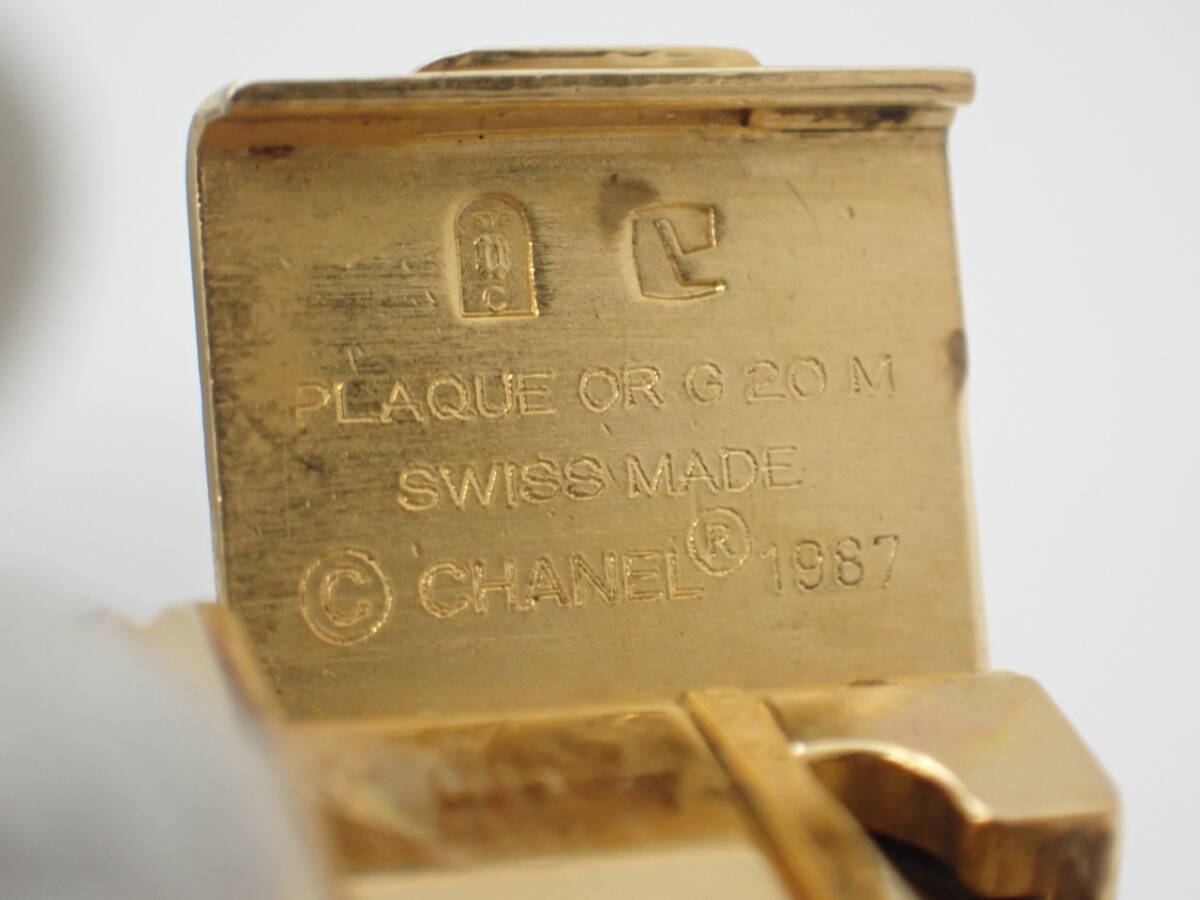 PLAQUE OR G 20 M
SWISS MADE
© CHANEL® 1987